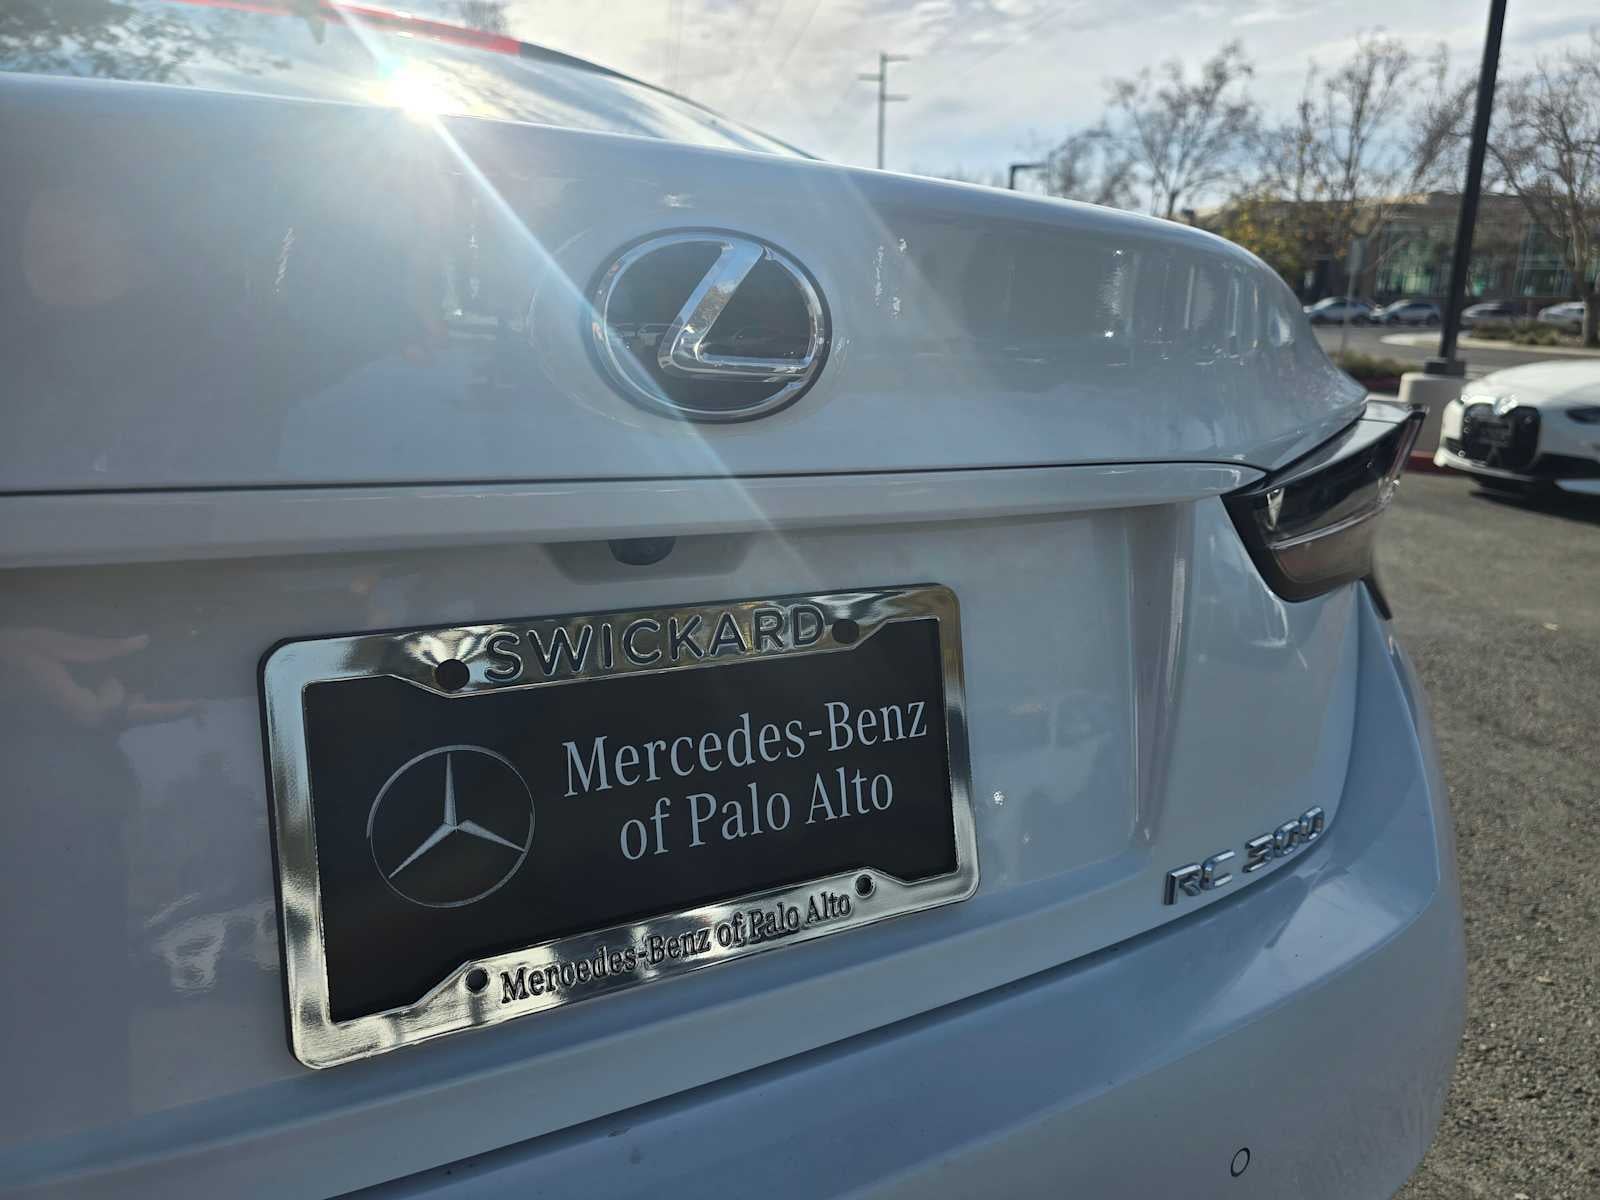 SWICKARD
Mercedes-Benz
of Palo Alto
Mercedes-Benz of Palo Alto
RC 300